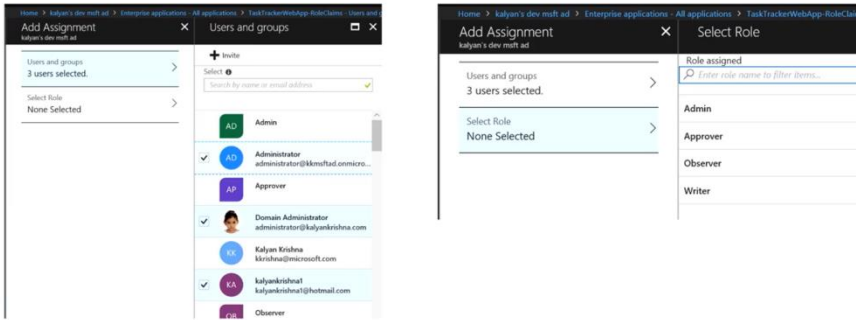 Home > kalyan's dev msft ad > Enterprise applications - All applications > TaskTrackerWebApp-RoleClaims - Users and g
Add Assignment
kalyan's dev msft ad
Users and groups
3 users selected.
Select Role
None Selected
Users and groups
Invite
Select
Search by name or email address
AD
Admin
AD
Administrator
administrator@kkmsftad.onmicro...
AP
Approver
Domain Administrator
administrator@kalyankrishna.com
KK
Kalyan Krishna
kkrishna@microsoft.com
KA
kalyankrishna1
kalyankrishna1@hotmail.com
OB
Observer
Home > kalyan's dev msft ad > Enterprise applications - All applications > TaskTrackerWebApp-RoleClai
Add Assignment
kalyan's dev msft ad
Users and groups
3 users selected.
Select Role
None Selected
Select Role
Role assigned
Enter role name to filter items...
Admin
Approver
Observer
Writer